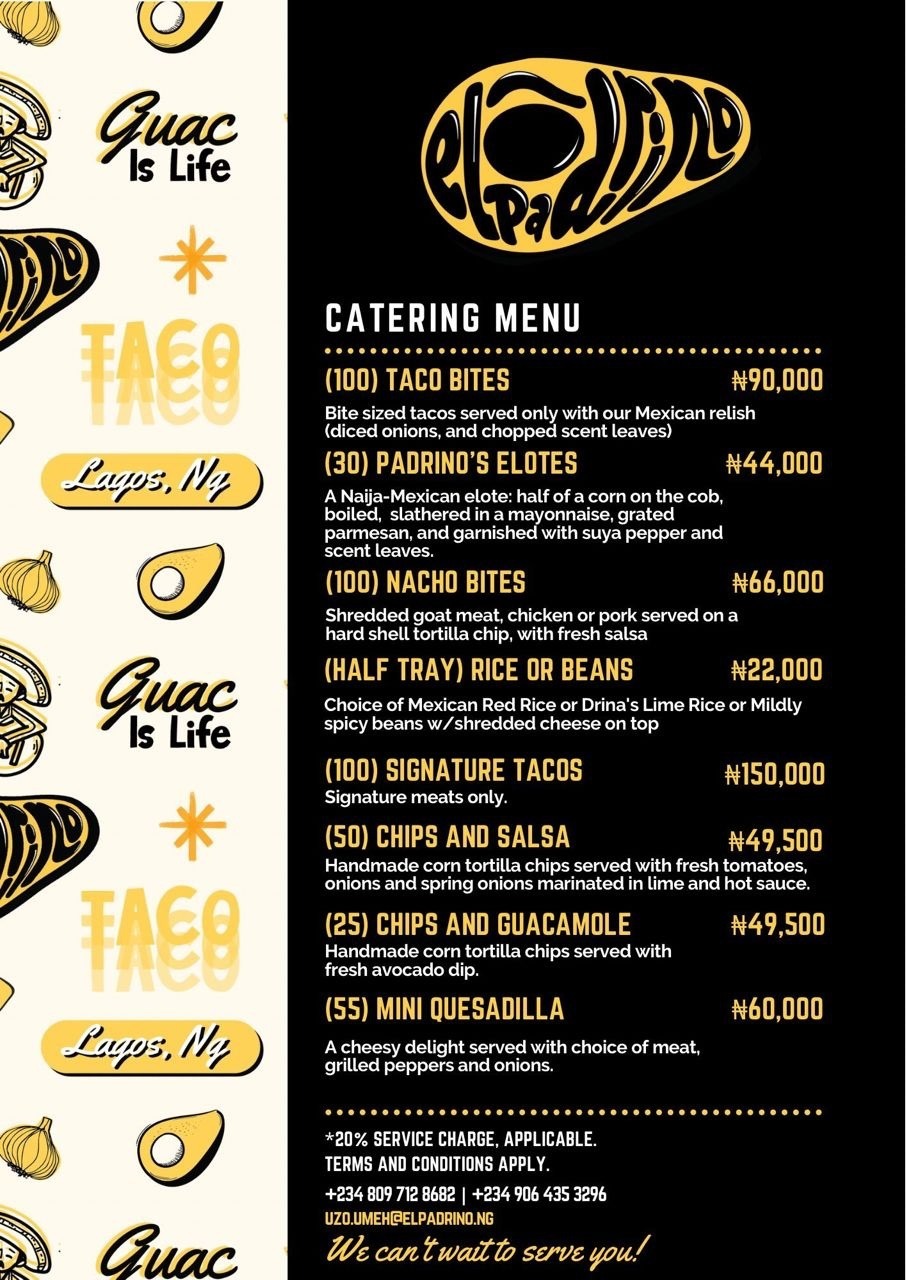 Guac
Is Life
rino
TACO
TACO
Lagos, Ng
Guac
Is Life
rino
TACO
TACO
Lagos, Ng
Guac
el Padrino
CATERING MENU
(100) TACO BITES ₦90,000
Bite sized tacos served only with our Mexican relish
(diced onions, and chopped scent leaves)
(30) PADRINO'S ELOTES ₦44,000
A Naija-Mexican elote: half of a corn on the cob,
boiled, slathered in a mayonnaise, grated
parmesan, and garnished with suya pepper and
scent leaves.
(100) NACHO BITES ₦66,000
Shredded goat meat, chicken or pork served on a
hard shell tortilla chip, with fresh salsa
(HALF TRAY) RICE OR BEANS ₦22,000
Choice of Mexican Red Rice or Drina's Lime Rice or Mildly
spicy beans w/shredded cheese on top
(100) SIGNATURE TACOS ₦150,000
Signature meats only.
(50) CHIPS AND SALSA ₦49,500
Handmade corn tortilla chips served with fresh tomatoes,
onions and spring onions marinated in lime and hot sauce.
(25) CHIPS AND GUACAMOLE ₦49,500
Handmade corn tortilla chips served with
fresh avocado dip.
(55) MINI QUESADILLA ₦60,000
A cheesy delight served with choice of meat,
grilled peppers and onions.
*20% SERVICE CHARGE, APPLICABLE.
TERMS AND CONDITIONS APPLY.
+234 809 712 8682 | +234 906 435 3296
UZO.UMEH@ELPADRINO.NG
We can't wait to serve you!